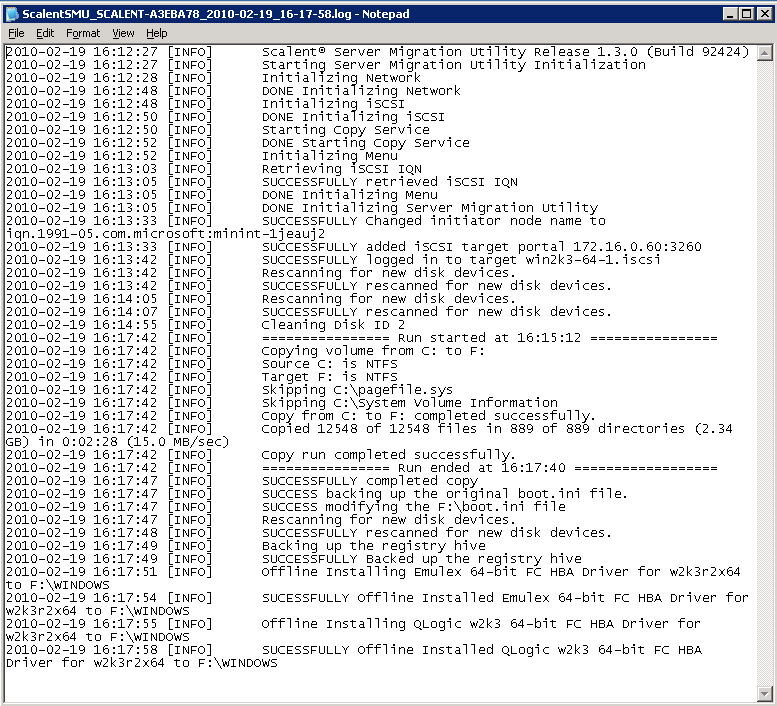 ScalentSMU_SCALENT-A3EBA78_2010-02-19_16-17-58.log - Notepad
File Edit Format View Help
2010-02-19 16:12:27 [INFO] Scalent® Server Migration Utility Release 1.3.0 (Build 92424)
2010-02-19 16:12:27 [INFO] Starting Server Migration Utility Initialization
2010-02-19 16:12:28 [INFO] Initializing Network
2010-02-19 16:12:48 [INFO] DONE Initializing Network
2010-02-19 16:12:48 [INFO] Initializing iSCSI
2010-02-19 16:12:50 [INFO] DONE Initializing iSCSI
2010-02-19 16:12:50 [INFO] Starting Copy Service
2010-02-19 16:12:52 [INFO] DONE Starting Copy Service
2010-02-19 16:12:52 [INFO] Initializing Menu
2010-02-19 16:13:03 [INFO] Retrieving iSCSI IQN
2010-02-19 16:13:05 [INFO] SUCCESSFULLY retrieved iSCSI IQN
2010-02-19 16:13:05 [INFO] DONE Initializing Menu
2010-02-19 16:13:05 [INFO] DONE Initializing Server Migration Utility
2010-02-19 16:13:33 [INFO] SUCCESSFULLY Changed initiator node name to
iqn.1991-05.com.microsoft:minint-1jeauj2
2010-02-19 16:13:33 [INFO] SUCCESSFULLY added iSCSI target portal 172.16.0.60:3260
2010-02-19 16:13:42 [INFO] SUCCESSFULLY logged in to target win2k3-64-1.iscsi
2010-02-19 16:13:42 [INFO] Rescanning for new disk devices.
2010-02-19 16:13:42 [INFO] SUCCESSFULLY rescanned for new disk devices.
2010-02-19 16:14:05 [INFO] Rescanning for new disk devices.
2010-02-19 16:14:07 [INFO] SUCCESSFULLY rescanned for new disk devices.
2010-02-19 16:14:55 [INFO] Cleaning Disk ID 2
2010-02-19 16:17:42 [INFO] ================ Run started at 16:15:12 ================
2010-02-19 16:17:42 [INFO] Copying volume from C: to F:
2010-02-19 16:17:42 [INFO] Source C: is NTFS
2010-02-19 16:17:42 [INFO] Target F: is NTFS
2010-02-19 16:17:42 [INFO] Skipping C:\pagefile.sys
2010-02-19 16:17:42 [INFO] Skipping C:\System Volume Information
2010-02-19 16:17:42 [INFO] Copy from C: to F: completed successfully.
2010-02-19 16:17:42 [INFO] Copied 12548 of 12548 files in 889 of 889 directories (2.34
GB) in 0:02:28 (15.0 MB/sec)
2010-02-19 16:17:42 [INFO] Copy run completed successfully.
2010-02-19 16:17:42 [INFO] ================ Run ended at 16:17:40 ==================
2010-02-19 16:17:47 [INFO] SUCCESSFULLY completed copy
2010-02-19 16:17:47 [INFO] SUCCESS backing up the original boot.ini file.
2010-02-19 16:17:47 [INFO] SUCCESS modifying the F:\boot.ini file
2010-02-19 16:17:47 [INFO] Rescanning for new disk devices.
2010-02-19 16:17:48 [INFO] SUCCESSFULLY rescanned for new disk devices.
2010-02-19 16:17:49 [INFO] Backing up the registry hive
2010-02-19 16:17:49 [INFO] SUCCESSFULLY Backed up the registry hive
2010-02-19 16:17:51 [INFO] Offline Installing Emulex 64-bit FC HBA Driver for w2k3r2x64
to F:\WINDOWS
2010-02-19 16:17:54 [INFO] SUCESSFULLY Offline Installed Emulex 64-bit FC HBA Driver for
w2k3r2x64 to F:\WINDOWS
2010-02-19 16:17:55 [INFO] Offline Installing QLogic w2k3 64-bit FC HBA Driver for
w2k3r2x64 to F:\WINDOWS
2010-02-19 16:17:58 [INFO] SUCESSFULLY Offline Installed QLogic w2k3 64-bit FC HBA
Driver for w2k3r2x64 to F:\WINDOWS